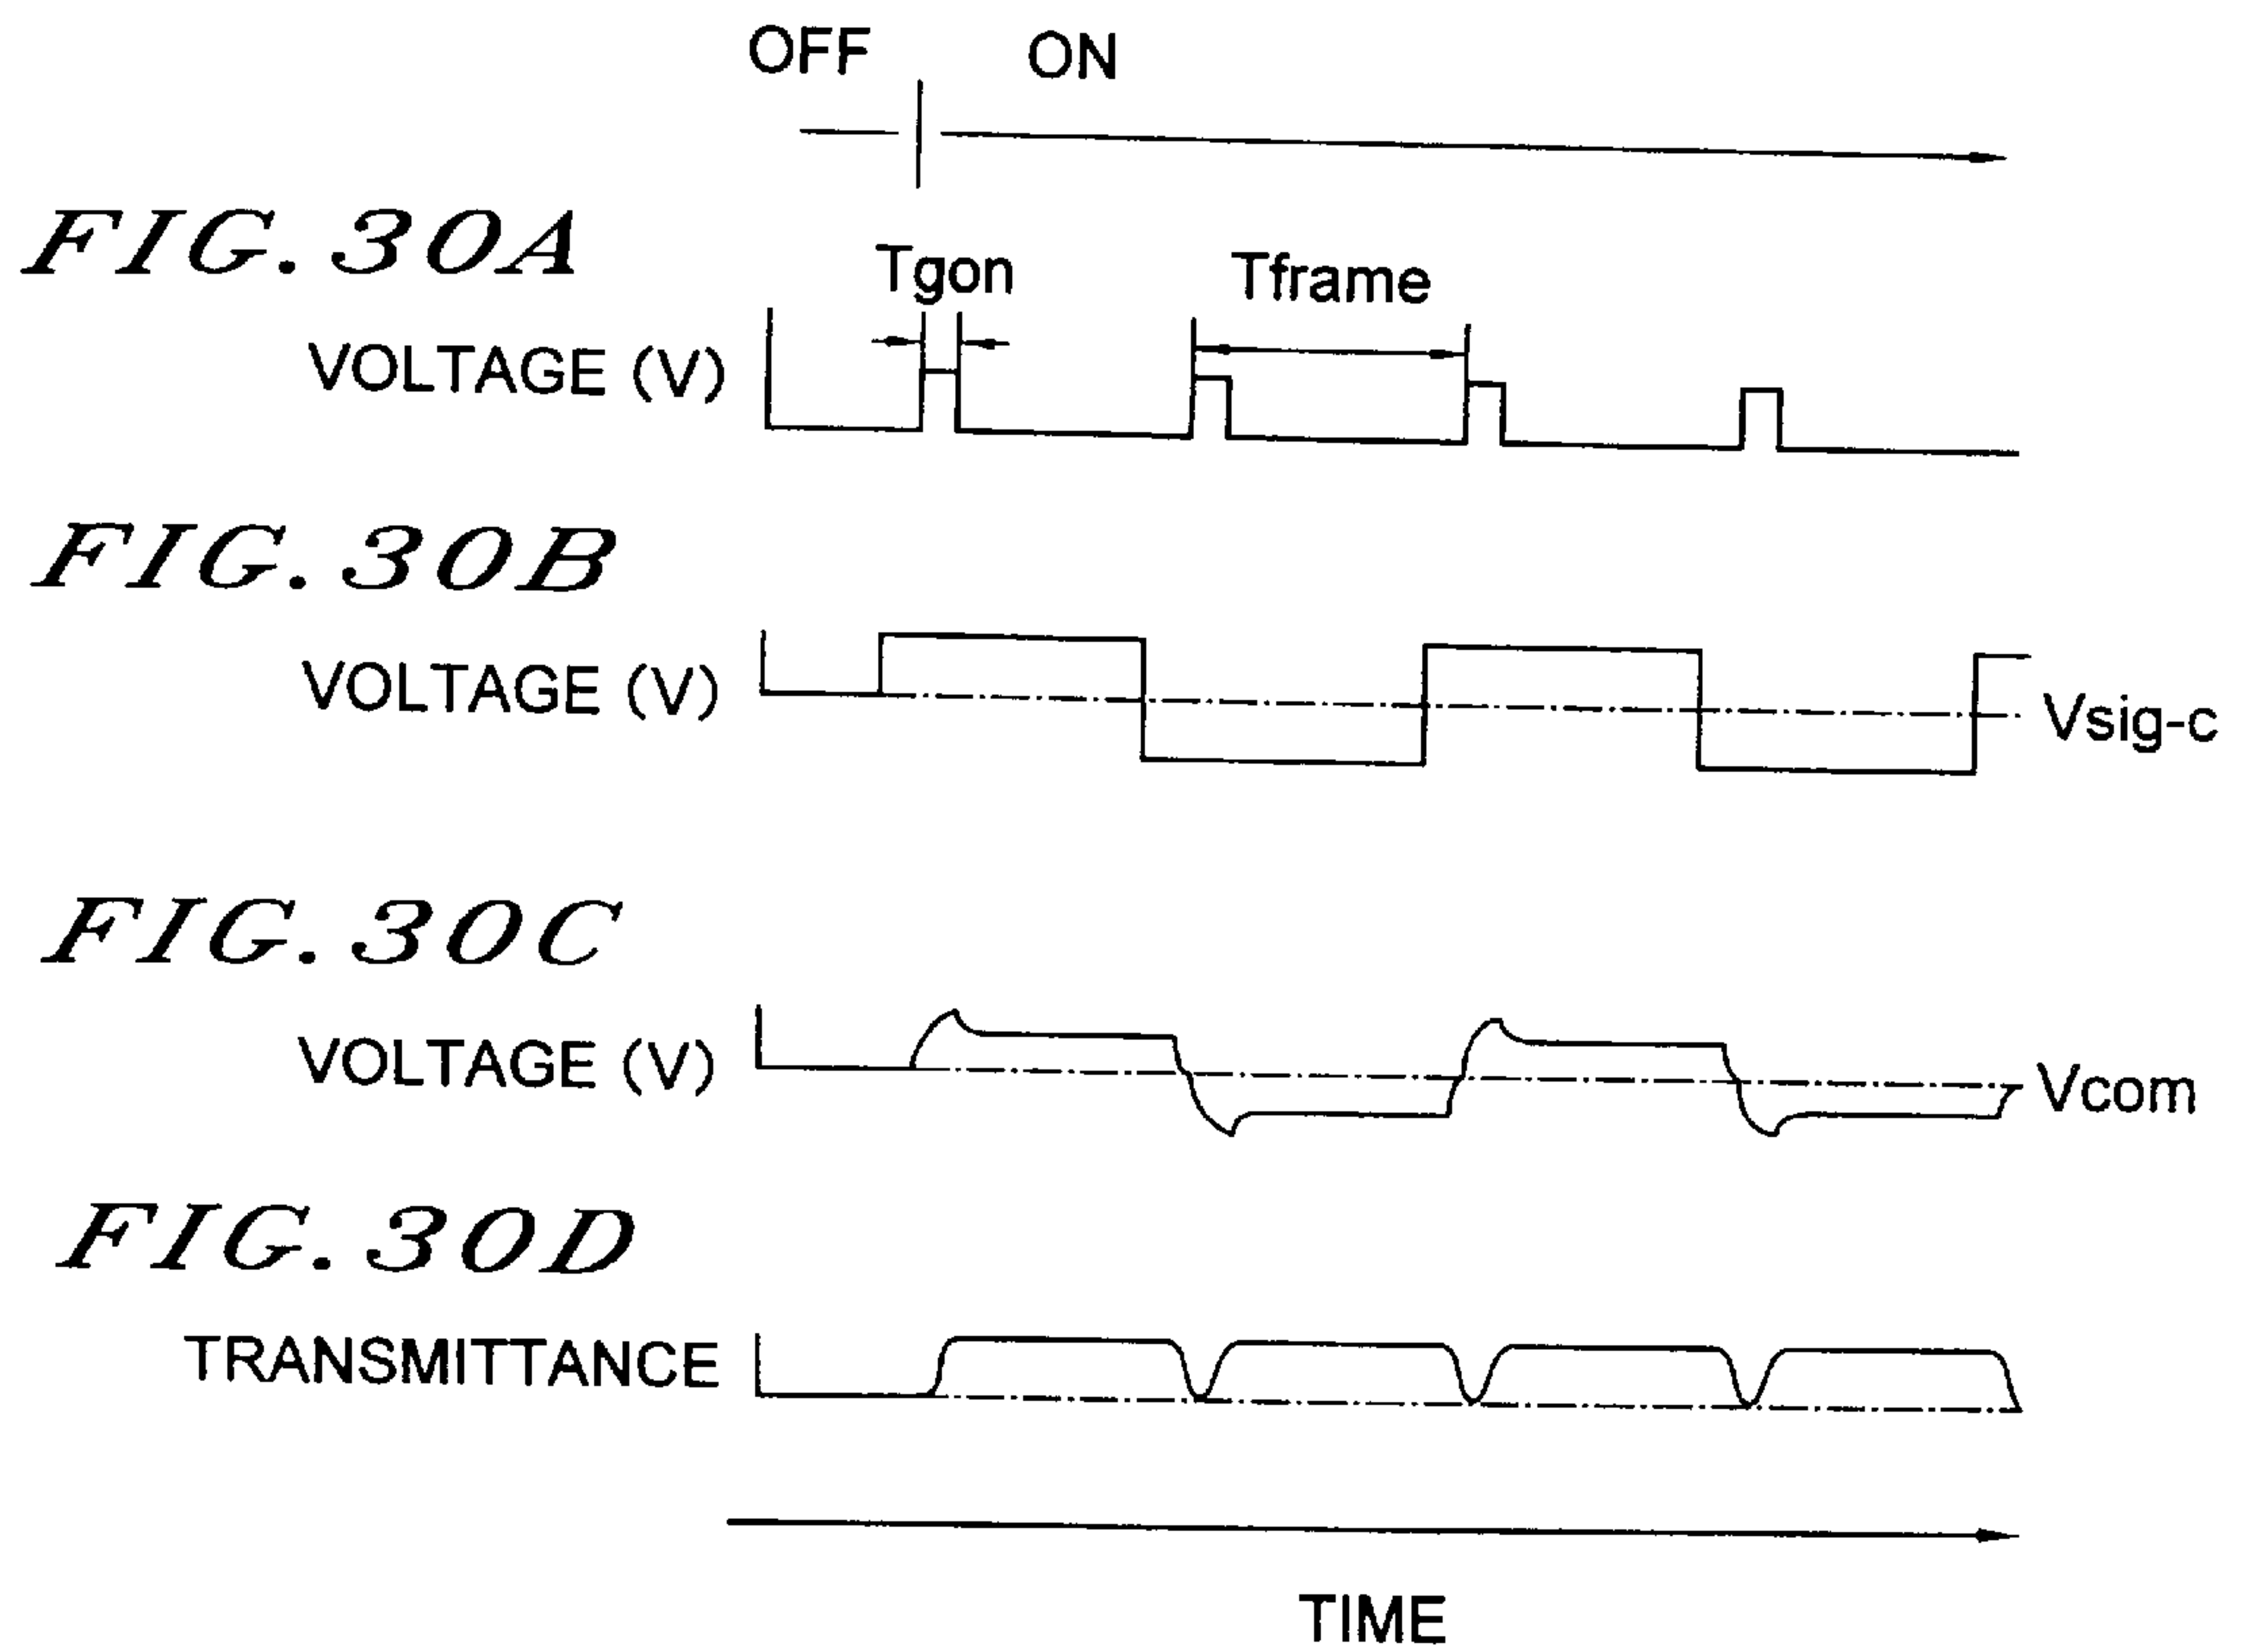 OFF ON
FIG. 30A
Tgon Tframe
VOLTAGE (V)
FIG. 30B
VOLTAGE (V)
Vsig-c
FIG. 30C
VOLTAGE (V)
Vcom
FIG. 30D
TRANSMITTANCE
TIME